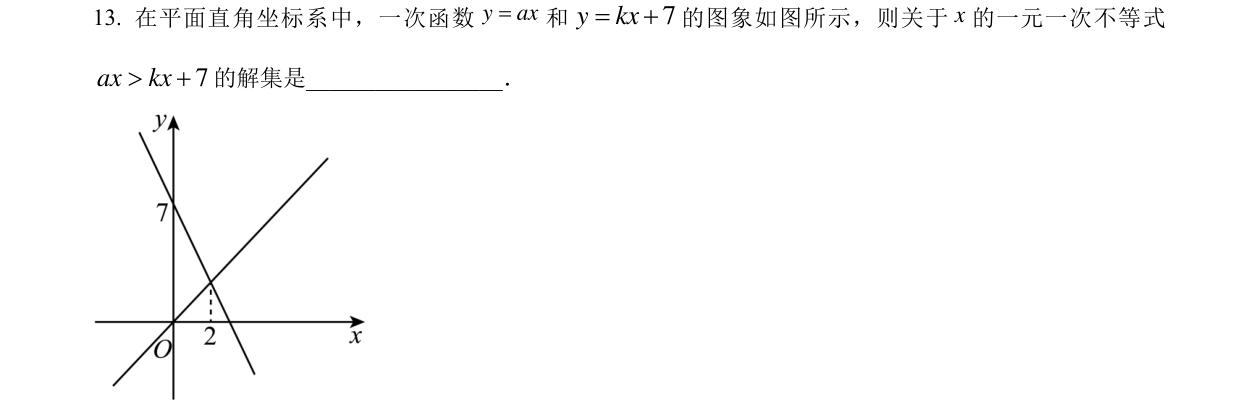 13. 在平面直角坐标系中，一次函数 y = ax 和 y = kx + 7 的图象如图所示，则关于 x 的一元一次不等式
ax > kx + 7 的解集是________________．
y
7
O
2
x